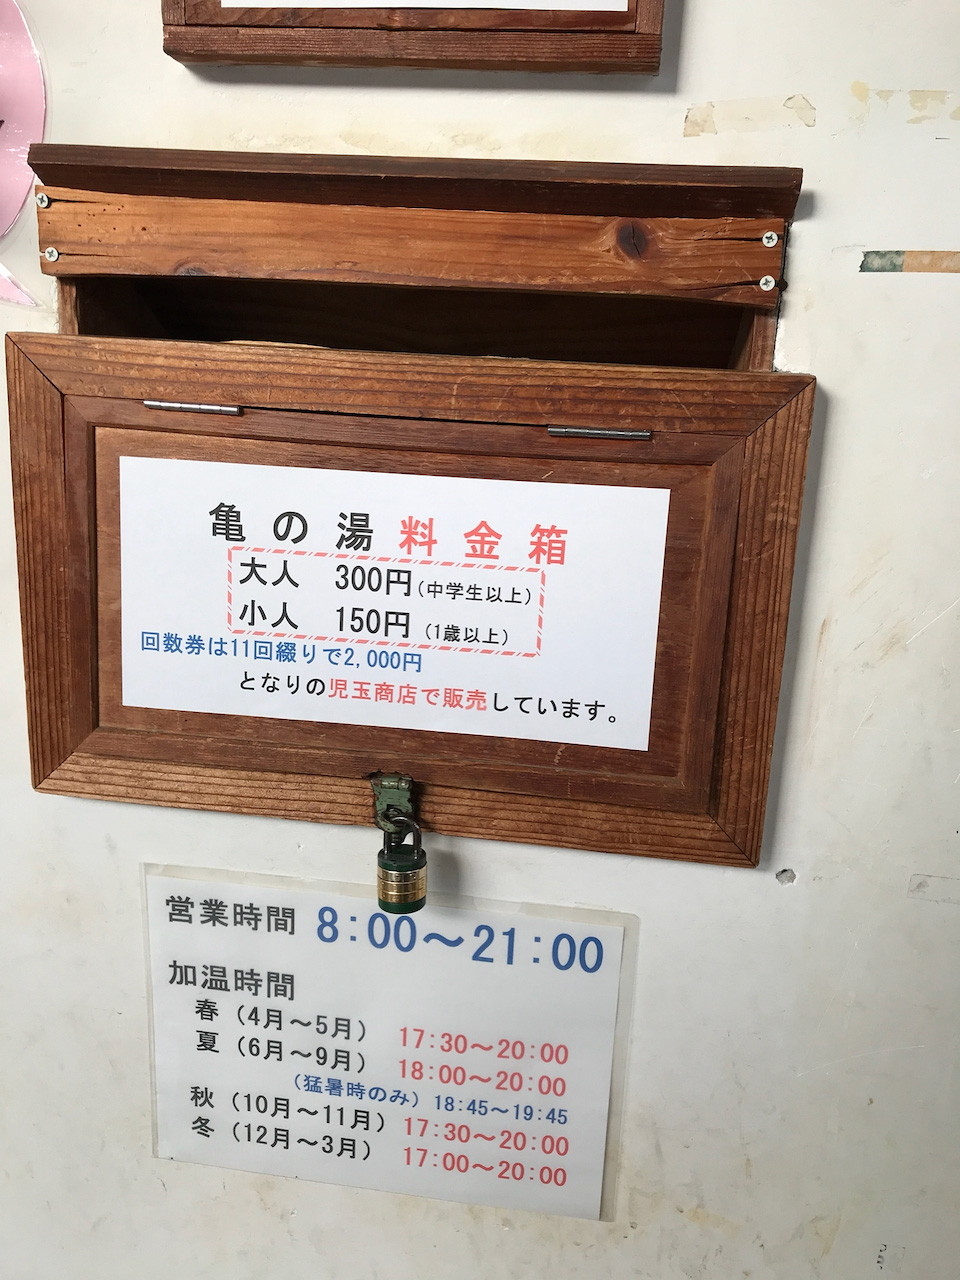 亀の湯 料金箱
大人 300円(中学生以上)
小人 150円(1歳以上)
回数券は11回綴りで2,000円
となりの児玉商店で販売しています。
営業時間 8:00～21:00
加温時間
春(4月～5月) 17:30～20:00
夏(6月～9月) 18:00～20:00
(猛暑時のみ) 18:45～19:45
秋(10月～11月) 17:30～20:00
冬(12月～3月) 17:00～20:00